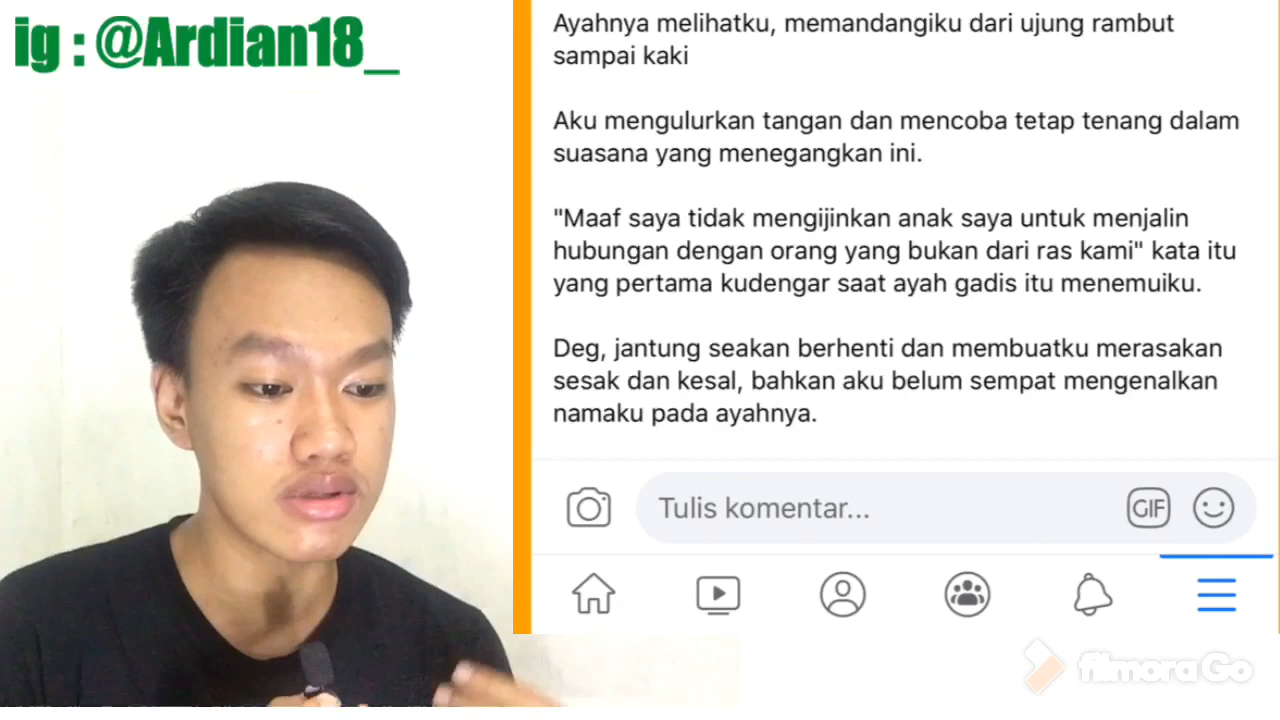 ig : @Ardian18_
Ayahnya melihatku, memandangiku dari ujung rambut
sampai kaki
Aku mengulurkan tangan dan mencoba tetap tenang dalam
suasana yang menegangkan ini.
"Maaf saya tidak mengijinkan anak saya untuk menjalin
hubungan dengan orang yang bukan dari ras kami" kata itu
yang pertama kudengar saat ayah gadis itu menemuiku.
Deg, jantung seakan berhenti dan membuatku merasakan
sesak dan kesal, bahkan aku belum sempat mengenalkan
namaku pada ayahnya.
Tulis komentar...
GIF
filmoraGo